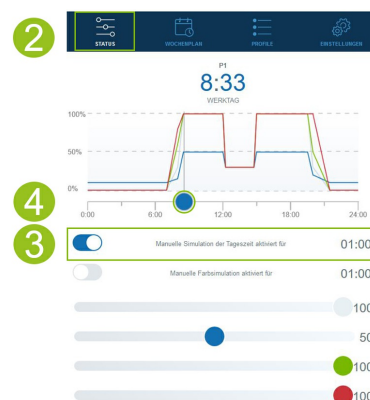 2
STATUS
WOCHENPLAN
PROFILE
EINSTELLUNGEN
P1
8:33
WERKTAG
100%
50%
0%
4
0:00 6:00 12:00 18:00 24:00
3
Manuelle Simulation der Tageszeit aktiviert für 01:00
Manuelle Farbsimulation aktiviert für 01:00
100
50
100
100